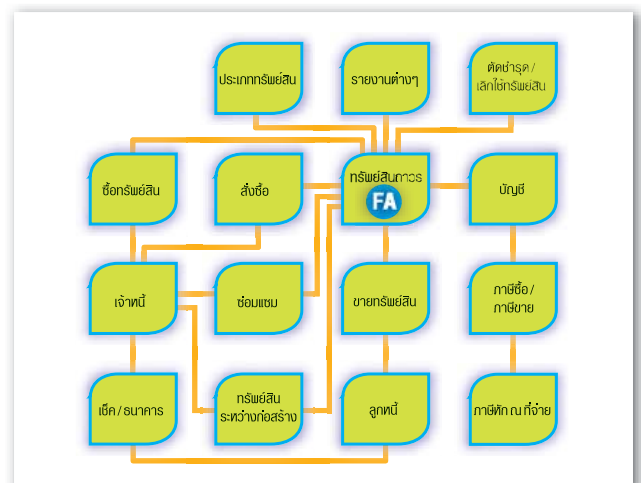 ประเภททรัพย์สิน
รายงานต่างๆ
ตัดชำรุด /
เลิกใช้ทรัพย์สิน
ซื้อทรัพย์สิน
สั่งซื้อ
ทรัพย์สินถาวร
FA
บัญชี
เจ้าหนี้
ซ่อมแซม
ขายทรัพย์สิน
ภาษีซื้อ /
ภาษีขาย
เช็ค / ธนาคาร
ทรัพย์สิน
ระหว่างก่อสร้าง
ลูกหนี้
ภาษีหัก ณ ที่จ่าย